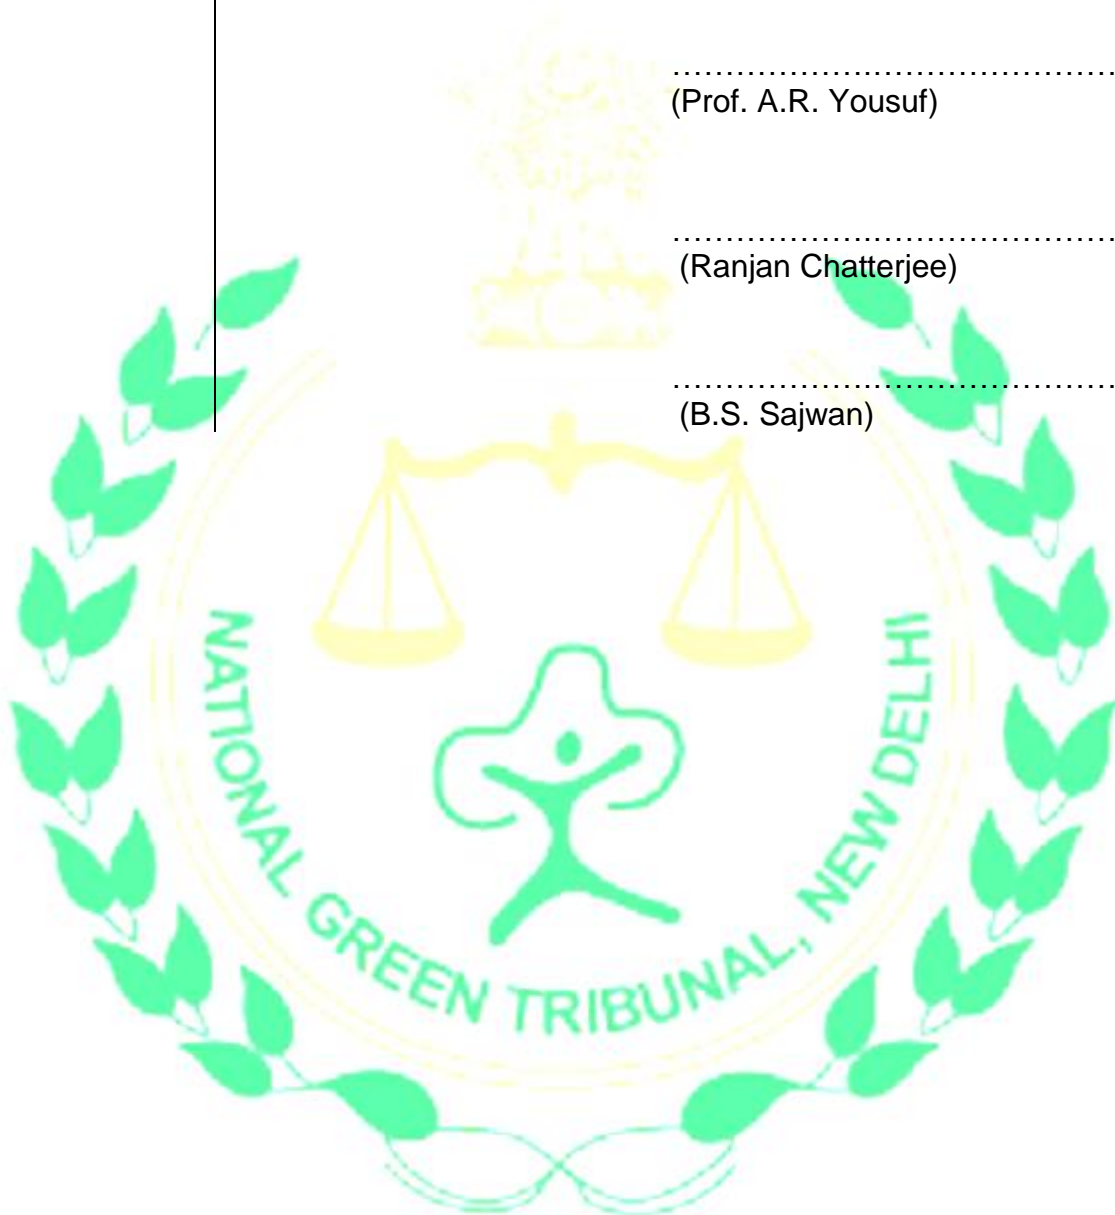 ………………..……………………
(Prof. A.R. Yousuf)
………………..……………………
(Ranjan Chatterjee)
………………..……………………
(B.S. Sajwan)
NATIONAL GREEN TRIBUNAL, NEW DELHI